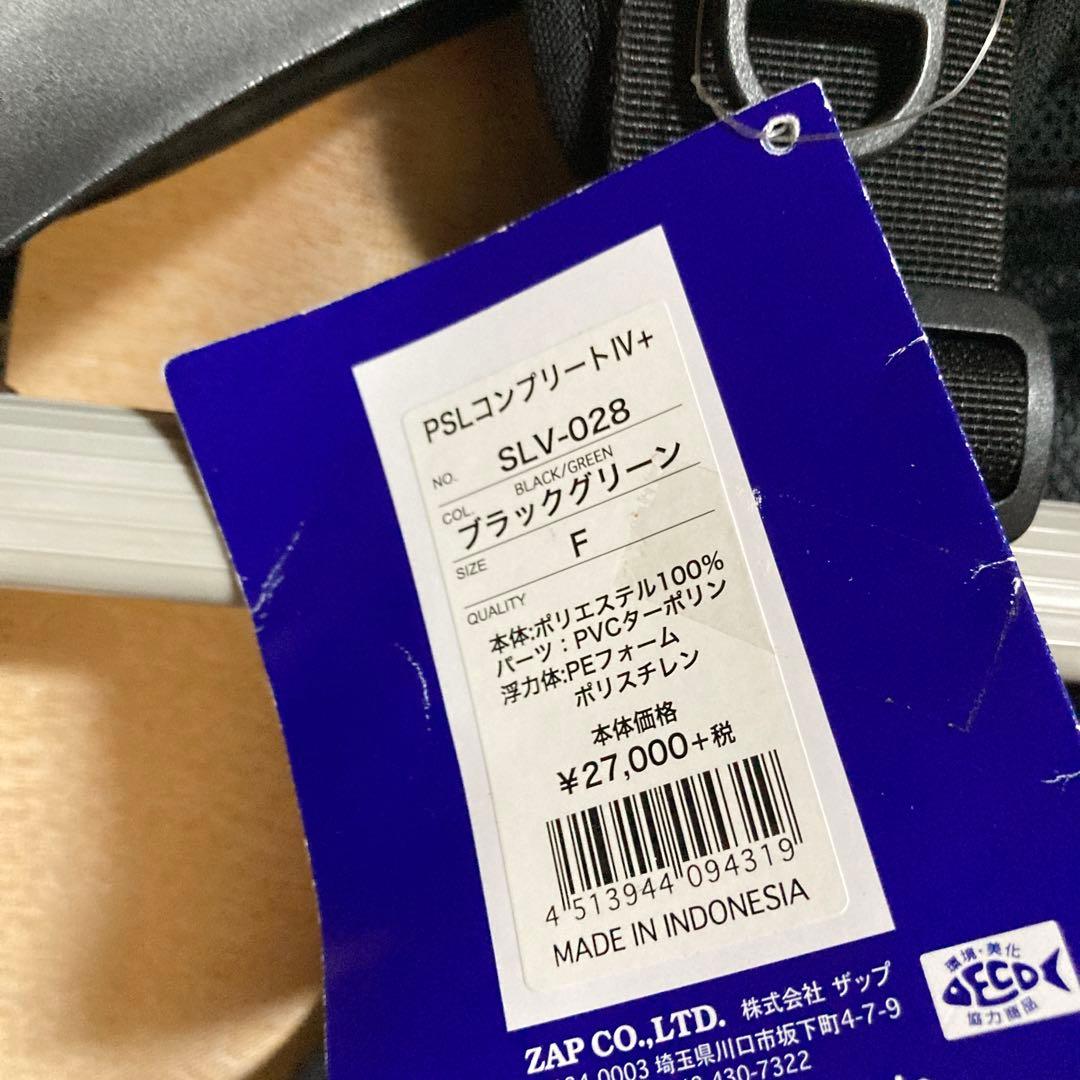 PSLコンプリートⅣ+
NO. SLV-028
BLACK/GREEN
COL. ブラックグリーン
SIZE F
QUALITY
本体:ポリエステル100%
パーツ:PVCターポリン
浮力体:PEフォーム
ポリスチレン
本体価格
¥27,000+税
4 513944 094319
MADE IN INDONESIA
環境・美化
ECO
協力商品
ZAP CO.,LTD. 株式会社 ザップ
0003 埼玉県川口市坂下町4-7-9
430-7322